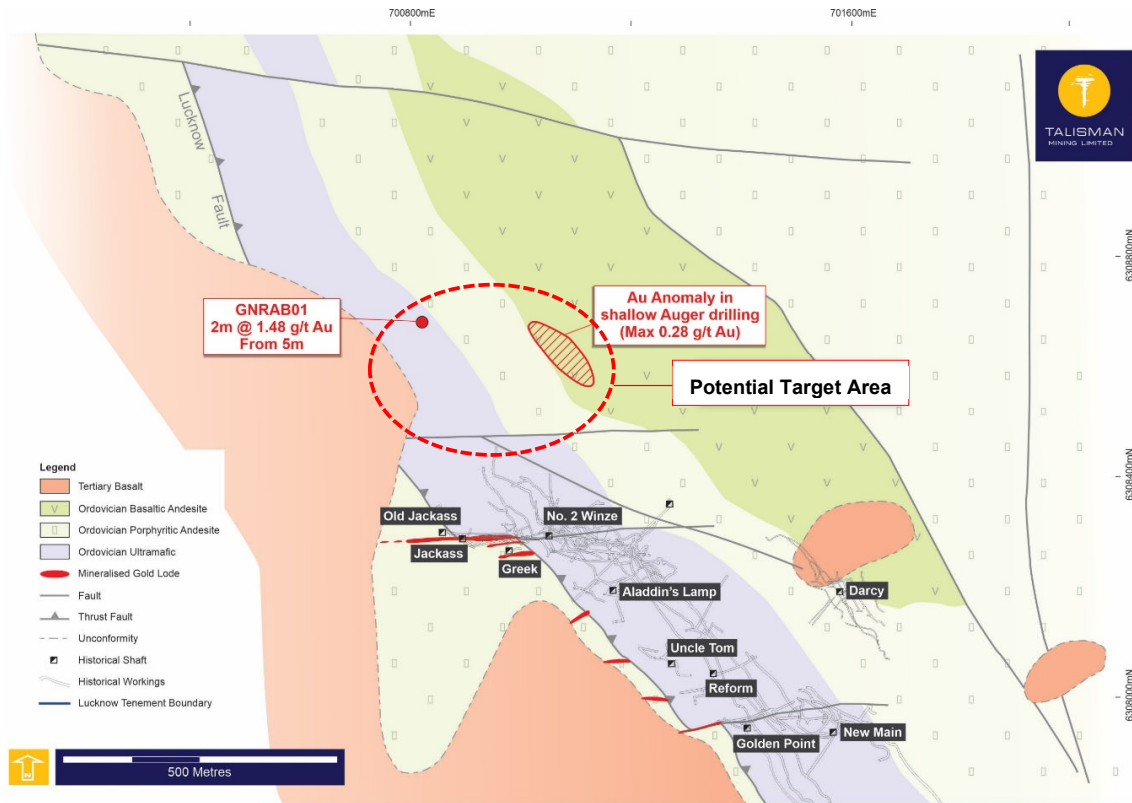 700800mE
701600mE
TALISMAN
MINING LIMITED
Lucknow
Fault
6308800mN
GNRAB01
2m @ 1.48 g/t Au
From 5m
Au Anomaly in
shallow Auger drilling
(Max 0.28 g/t Au)
Potential Target Area
6308400mN
Legend
Tertiary Basalt
V
Ordovician Basaltic Andesite
Ordovician Porphyritic Andesite
Ordovician Ultramafic
Mineralised Gold Lode
Fault
Thrust Fault
Unconformity
Historical Shaft
Historical Workings
Lucknow Tenement Boundary
Old Jackass
No. 2 Winze
Jackass
Greek
Aladdin's Lamp
Darcy
Uncle Tom
Reform
6308000mN
Golden Point
New Main
N
500 Metres